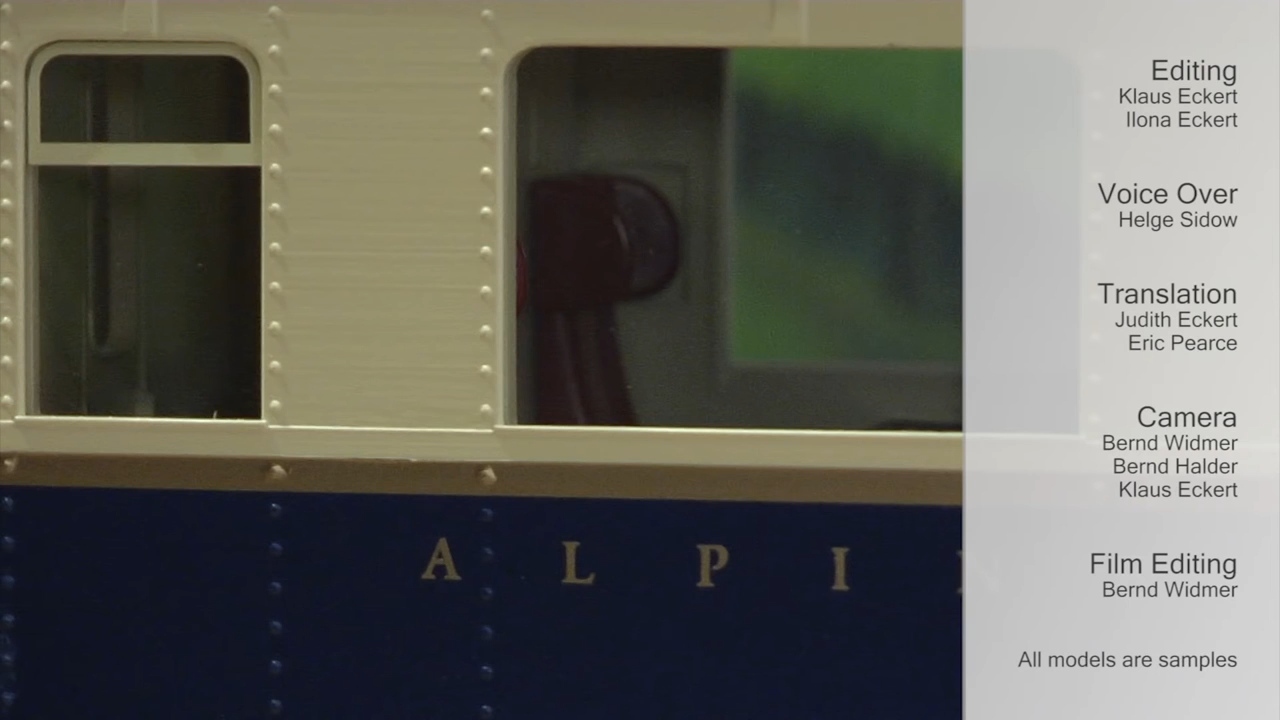 Editing
Klaus Eckert
Ilona Eckert
Voice Over
Helge Sidow
Translation
Judith Eckert
Eric Pearce
Camera
Bernd Widmer
Bernd Halder
Klaus Eckert
Film Editing
Bernd Widmer
All models are samples
A L P I